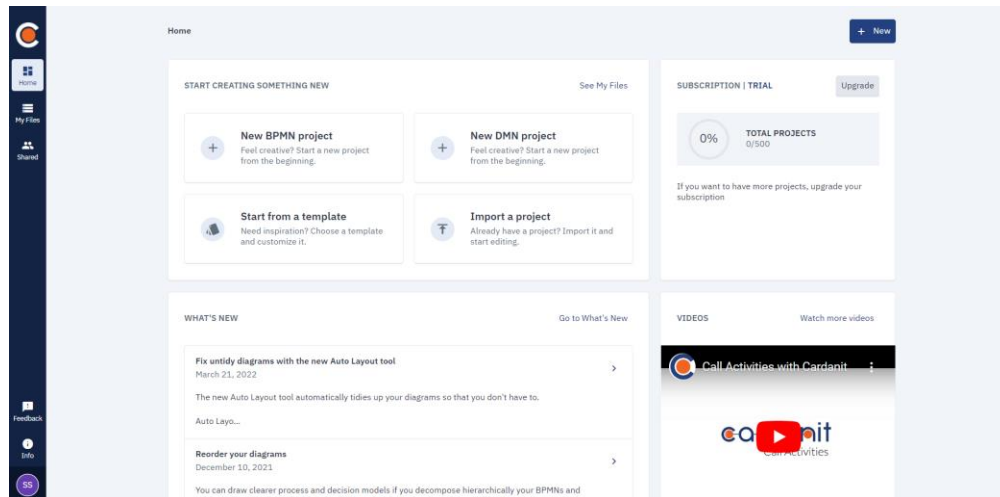 Home
+ New
Home
My Files
Shared
START CREATING SOMETHING NEW
See My Files
New BPMN project
Feel creative? Start a new project
from the beginning.
New DMN project
Feel creative? Start a new project
from the beginning.
Start from a template
Need inspiration? Choose a template
and customize it.
Import a project
Already have a project? Import it and
start editing.
SUBSCRIPTION | TRIAL
Upgrade
0%
TOTAL PROJECTS
0/500
If you want to have more projects, upgrade your
subscription
WHAT'S NEW
Go to What's New
Fix untidy diagrams with the new Auto Layout tool
March 21, 2022
The new Auto Layout tool automatically tidies up your diagrams so that you don't have to.
Auto Layo...
Reorder your diagrams
December 10, 2021
You can draw clearer process and decision models if you decompose hierarchically your BPMNs and
VIDEOS
Watch more videos
Call Activities with Cardanit
cardanit
Call Activities
Feedback
Info
SS